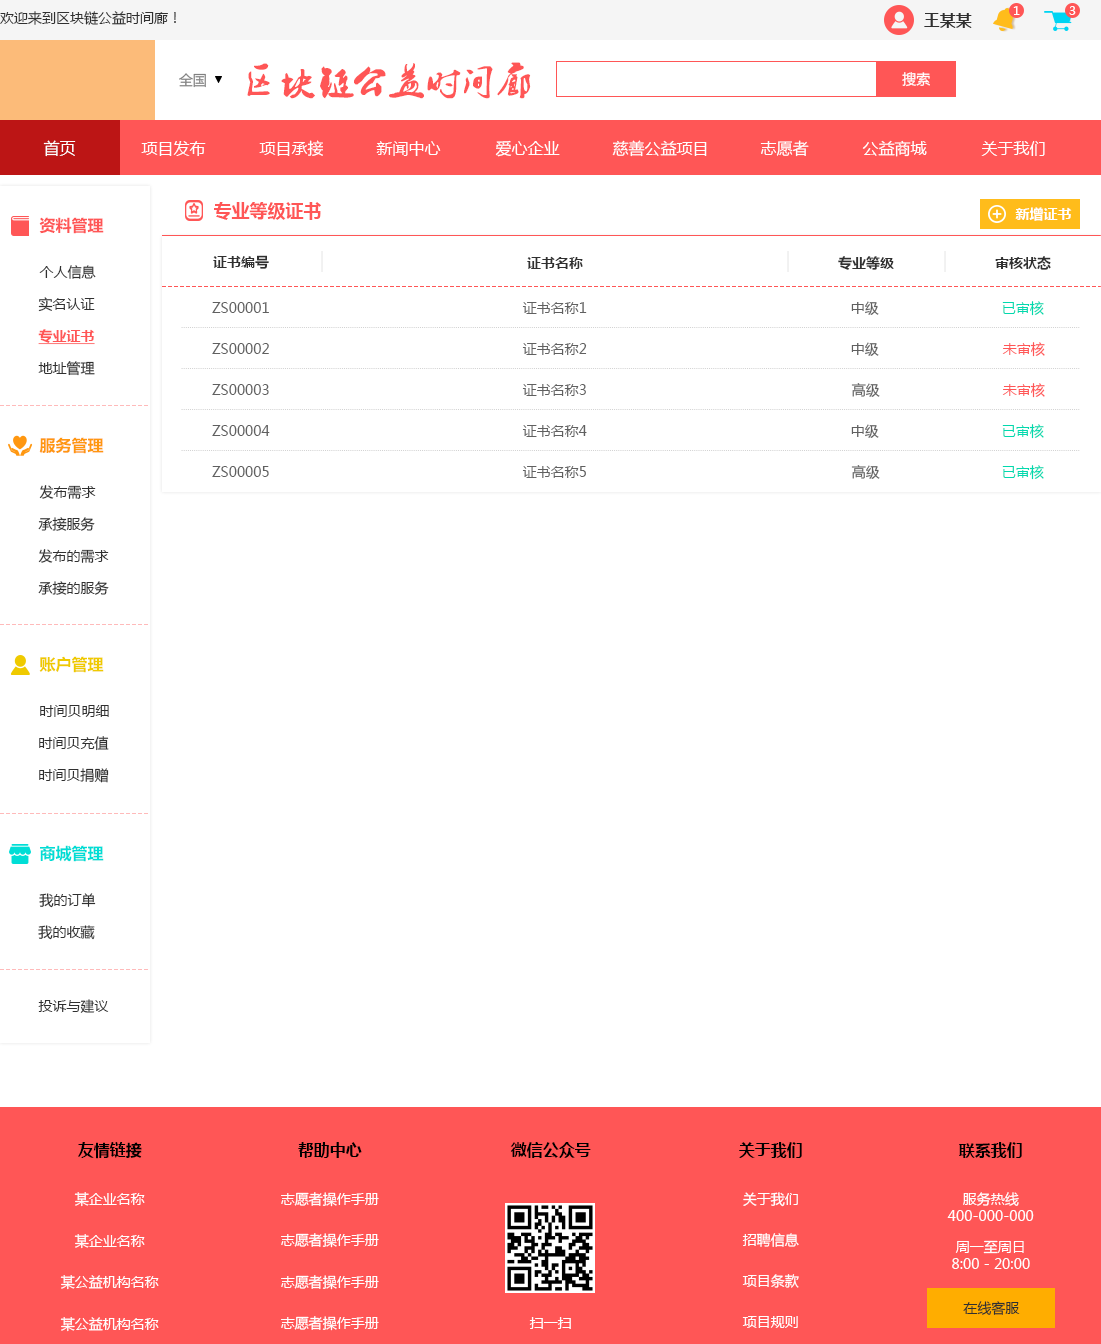 欢迎来到区块链公益时间廊！
王某某
1
3
全国 ▼
区块链公益时间廊
搜索
首页 项目发布 项目承接 新闻中心 爱心企业 慈善公益项目 志愿者 公益商城 关于我们
资料管理
个人信息
实名认证
专业证书
地址管理
服务管理
发布需求
承接服务
发布的需求
承接的服务
账户管理
时间贝明细
时间贝充值
时间贝捐赠
商城管理
我的订单
我的收藏
投诉与建议
专业等级证书
新增证书
证书编号 证书名称 专业等级 审核状态
ZS00001 证书名称1 中级 已审核
ZS00002 证书名称2 中级 未审核
ZS00003 证书名称3 高级 未审核
ZS00004 证书名称4 中级 已审核
ZS00005 证书名称5 高级 已审核
友情链接
某企业名称
某企业名称
某公益机构名称
某公益机构名称
帮助中心
志愿者操作手册
志愿者操作手册
志愿者操作手册
志愿者操作手册
微信公众号
扫一扫
关于我们
关于我们
招聘信息
项目条款
项目规则
联系我们
服务热线
400-000-000
周一至周日
8:00 - 20:00
在线客服